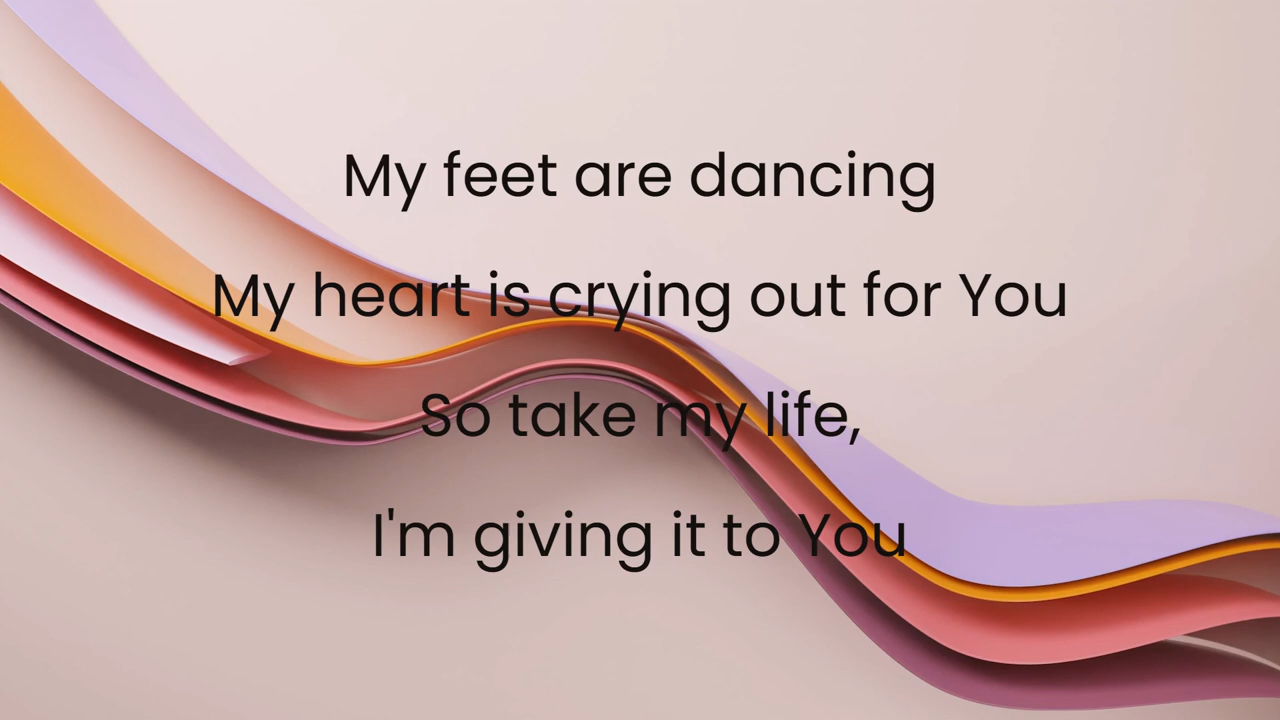 My feet are dancing
My heart is crying out for You
So take my life,
I'm giving it to You